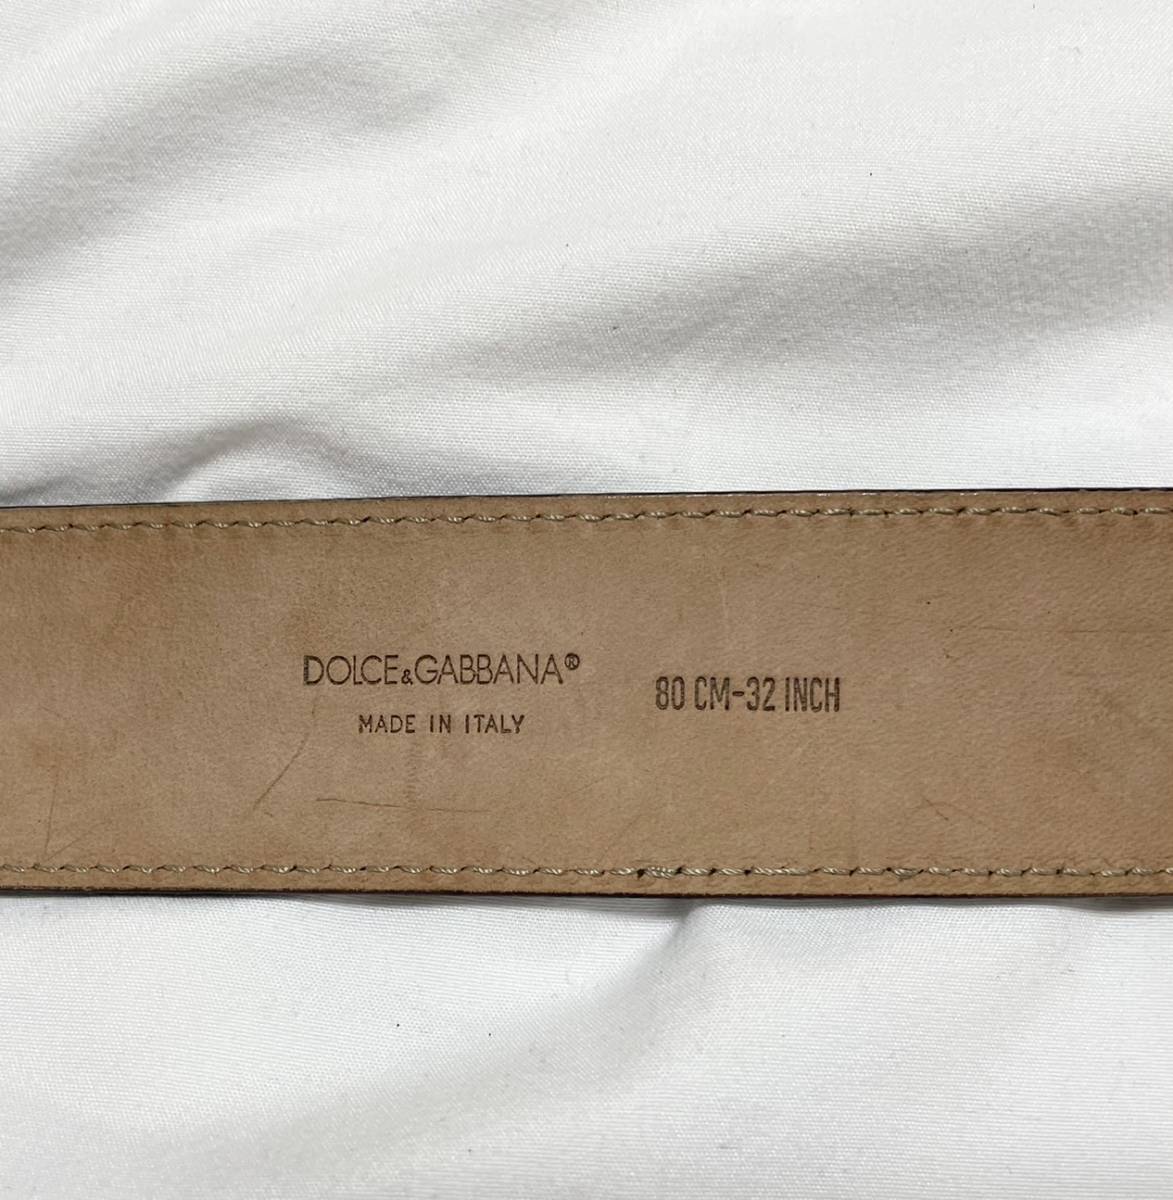 DOLCE&GABBANA®
MADE IN ITALY
80 CM-32 INCH